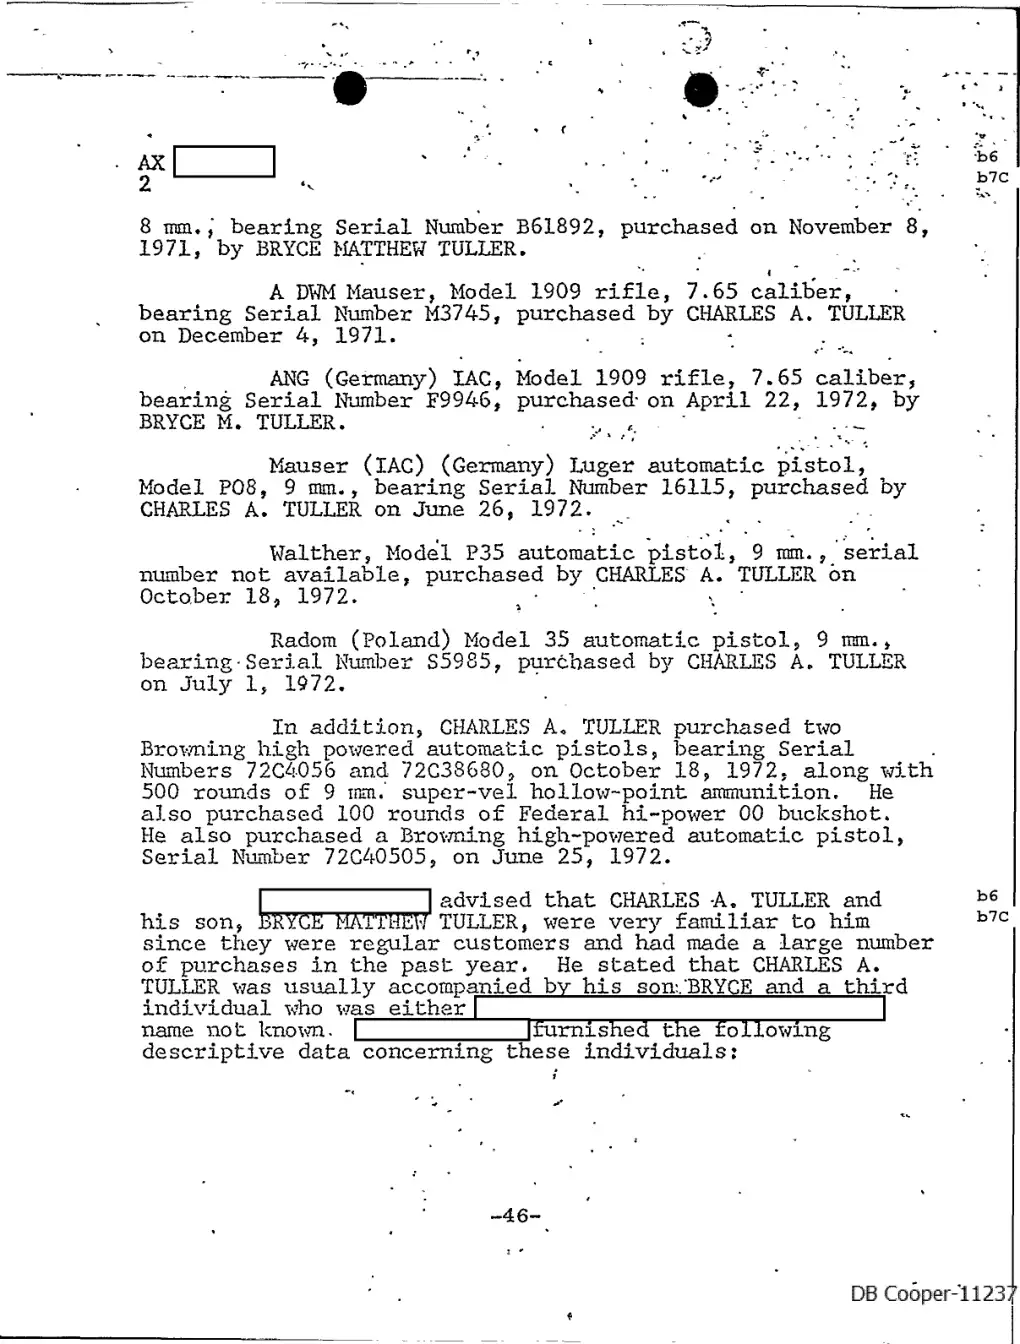 AX
2
b6
b7C
8 mm., bearing Serial Number B61892, purchased on November 8,
1971, by BRYCE MATTHEW TULLER.
A DWM Mauser, Model 1909 rifle, 7.65 caliber,
bearing Serial Number M3745, purchased by CHARLES A. TULLER
on December 4, 1971.
ANG (Germany) IAC, Model 1909 rifle, 7.65 caliber,
bearing Serial Number F9946, purchased on April 22, 1972, by
BRYCE M. TULLER.
Mauser (IAC) (Germany) Luger automatic pistol,
Model PO8, 9 mm., bearing Serial Number 16115, purchased by
CHARLES A. TULLER on June 26, 1972.
Walther, Model P35 automatic pistol, 9 mm., serial
number not available, purchased by CHARLES A. TULLER on
October 18, 1972.
Radom (Poland) Model 35 automatic pistol, 9 mm.,
bearing Serial Number S5985, purchased by CHARLES A. TULLER
on July 1, 1972.
In addition, CHARLES A. TULLER purchased two
Browning high powered automatic pistols, bearing Serial
Numbers 72C4056 and 72C38680, on October 18, 1972, along with
500 rounds of 9 mm. super-vel hollow-point ammunition. He
also purchased 100 rounds of Federal hi-power 00 buckshot.
He also purchased a Browning high-powered automatic pistol,
Serial Number 72C40505, on June 25, 1972.
advised that CHARLES A. TULLER and
his son, BRYCE MATTHEW TULLER, were very familiar to him
b6
b7C
since they were regular customers and had made a large number
of purchases in the past year. He stated that CHARLES A.
TULLER was usually accompanied by his son, BRYCE and a third
individual who was either
name not known. furnished the following
descriptive data concerning these individuals:
-46-
DB Cooper-11237